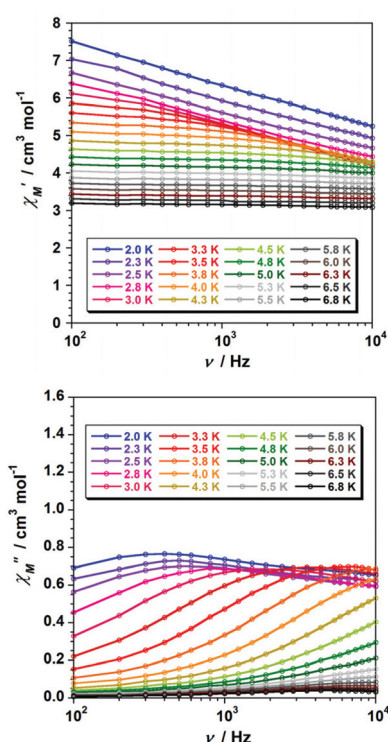 9
8
7
6
5
4
3
2
1
0
χM′ / cm³ mol⁻¹
2.0 K 3.3 K 4.5 K 5.8 K
2.3 K 3.5 K 4.8 K 6.0 K
2.5 K 3.8 K 5.0 K 6.3 K
2.8 K 4.0 K 5.3 K 6.5 K
3.0 K 4.3 K 5.5 K 6.8 K
10² 10³ 10⁴
ν / Hz
1.6
1.4
1.2
1.0
0.8
0.6
0.4
0.2
0.0
χM″ / cm³ mol⁻¹
2.0 K 3.3 K 4.5 K 5.8 K
2.3 K 3.5 K 4.8 K 6.0 K
2.5 K 3.8 K 5.0 K 6.3 K
2.8 K 4.0 K 5.3 K 6.5 K
3.0 K 4.3 K 5.5 K 6.8 K
10² 10³ 10⁴
ν / Hz